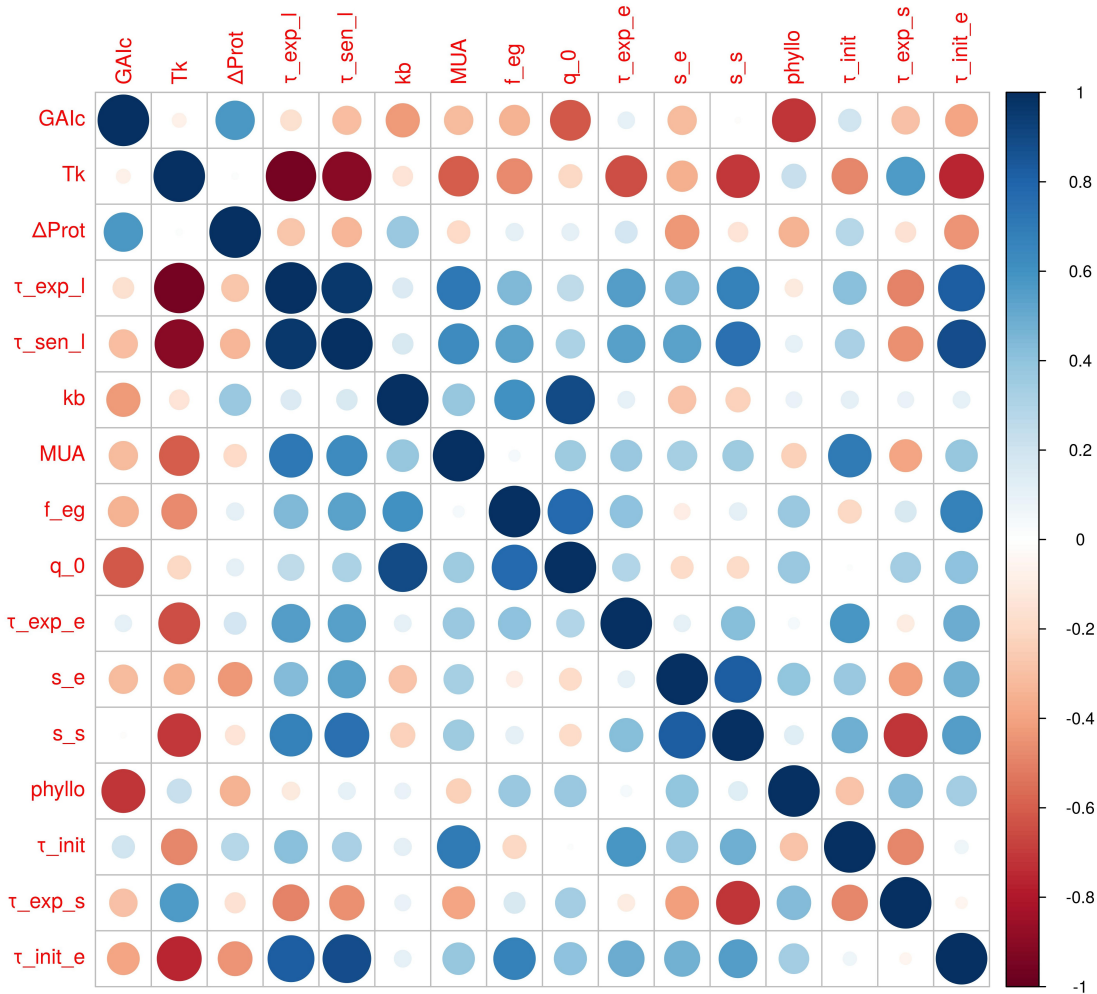 GAIc
Tk
ΔProt
τ_exp_l
τ_sen_l
kb
MUA
f_eg
q_0
τ_exp_e
s_e
s_s
phyllo
τ_init
τ_exp_s
τ_init_e
GAIc
Tk
ΔProt
τ_exp_l
τ_sen_l
kb
MUA
f_eg
q_0
τ_exp_e
s_e
s_s
phyllo
τ_init
τ_exp_s
τ_init_e
1
0.8
0.6
0.4
0.2
0
-0.2
-0.4
-0.6
-0.8
-1